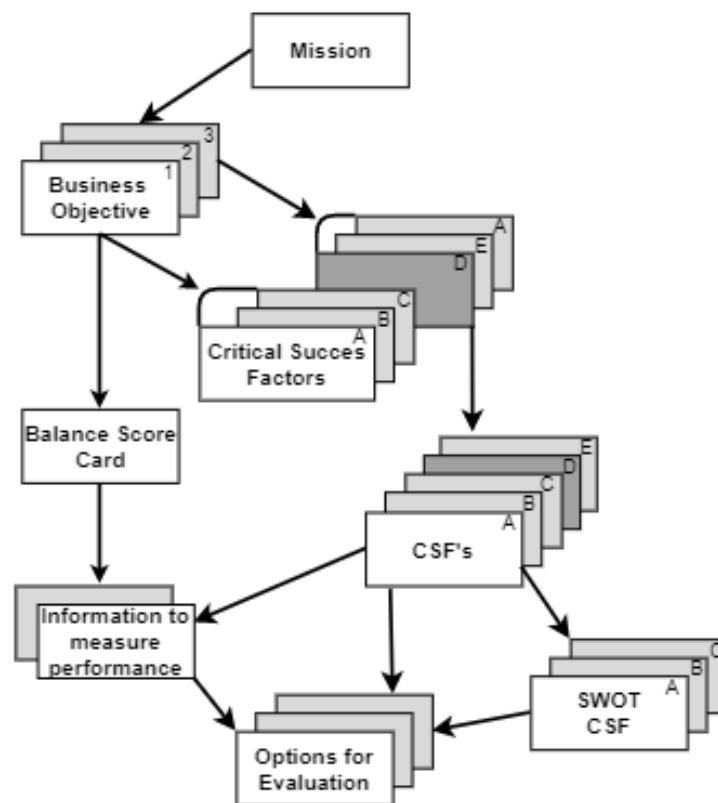 Mission
3
2
1
Business
Objective
A
E
D
C
B
A
Critical Succes
Factors
Balance Score
Card
E
D
C
B
A
CSF's
Information to
measure
performance
C
B
A
SWOT
CSF
Options for
Evaluation